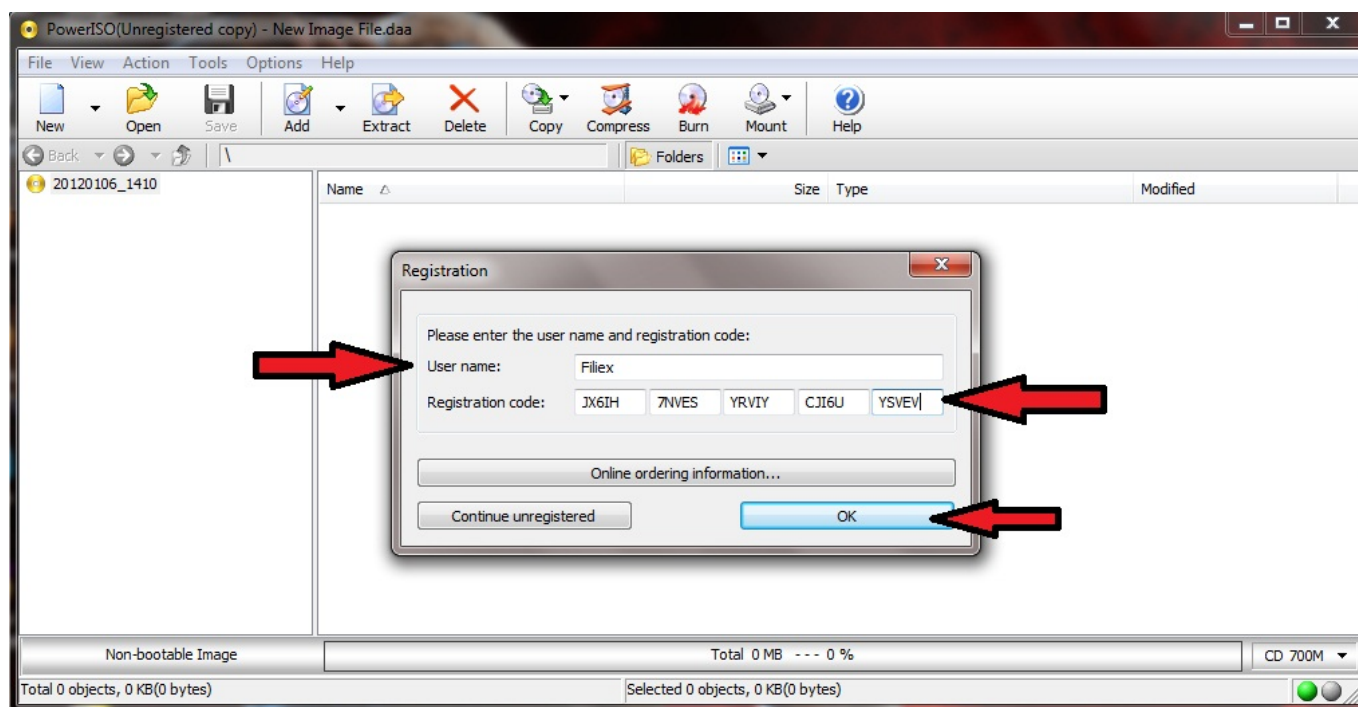 PowerISO(Unregistered copy) - New Image File.daa
File View Action Tools Options Help
New Open Save Add Extract Delete Copy Compress Burn Mount Help
Back \ Folders
20120106_1410
Name Size Type Modified
Registration
Please enter the user name and registration code:
User name: Filiex
Registration code: JX6IH 7NVES YRVIY CJI6U YSVEV
Online ordering information...
Continue unregistered OK
Non-bootable Image Total 0 MB --- 0 % CD 700M
Total 0 objects, 0 KB(0 bytes) Selected 0 objects, 0 KB(0 bytes)